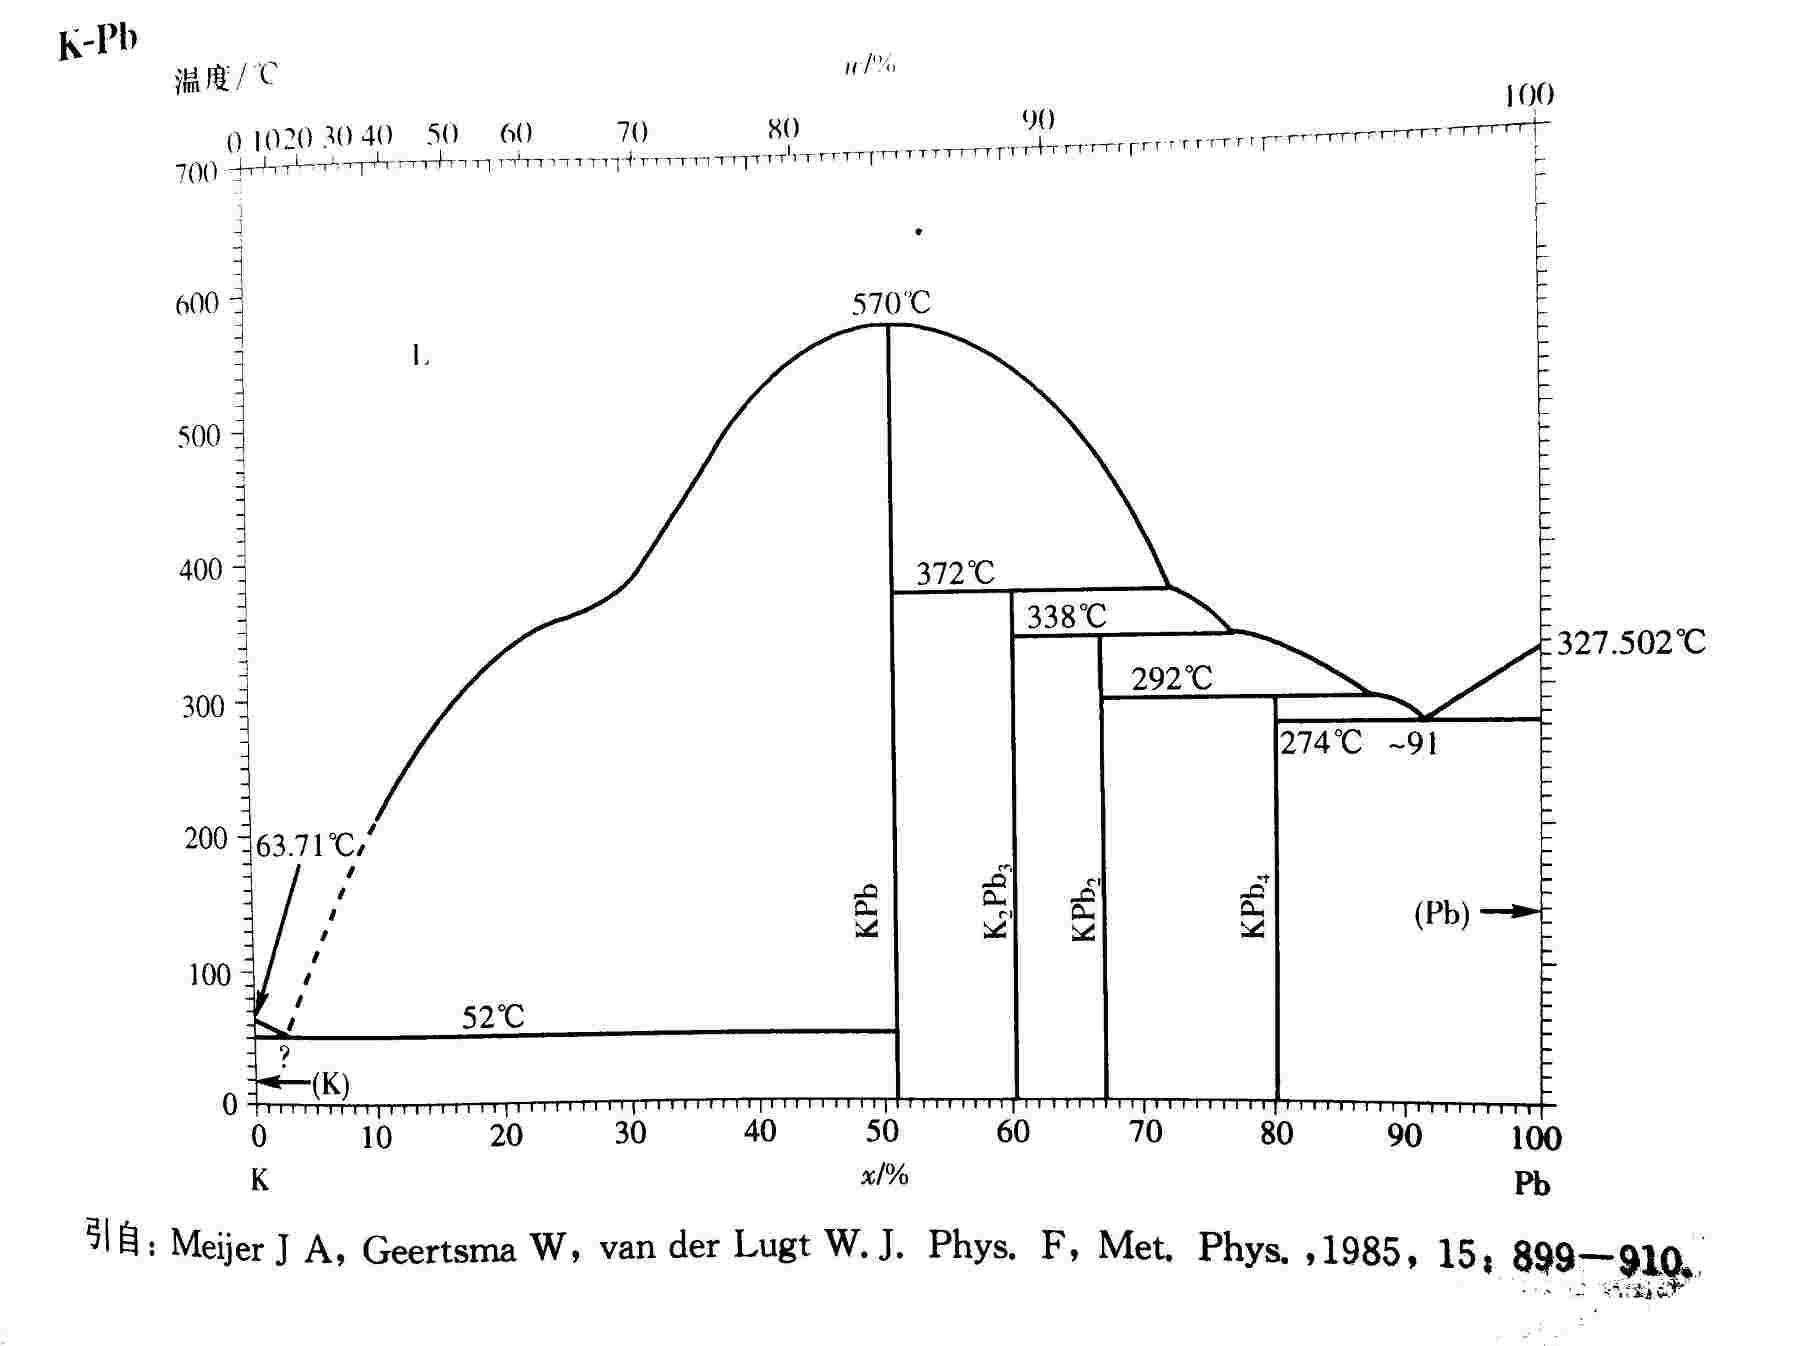 K-Pb
温度/℃
w/%
0 10 20 30 40 50 60 70 80 90 100
700
600
570℃
L
500
400
372℃
338℃
327.502℃
292℃
300
274℃ ~91
200
63.71℃
KPb
K₂Pb₃
KPb₂
KPb₄
(Pb)
100
52℃
?
(K)
0
0 10 20 30 40 50 60 70 80 90 100
K
x/%
Pb
引自: Meijer J A, Geertsma W, van der Lugt W. J. Phys. F, Met. Phys. ,1985, 15: 899—910.